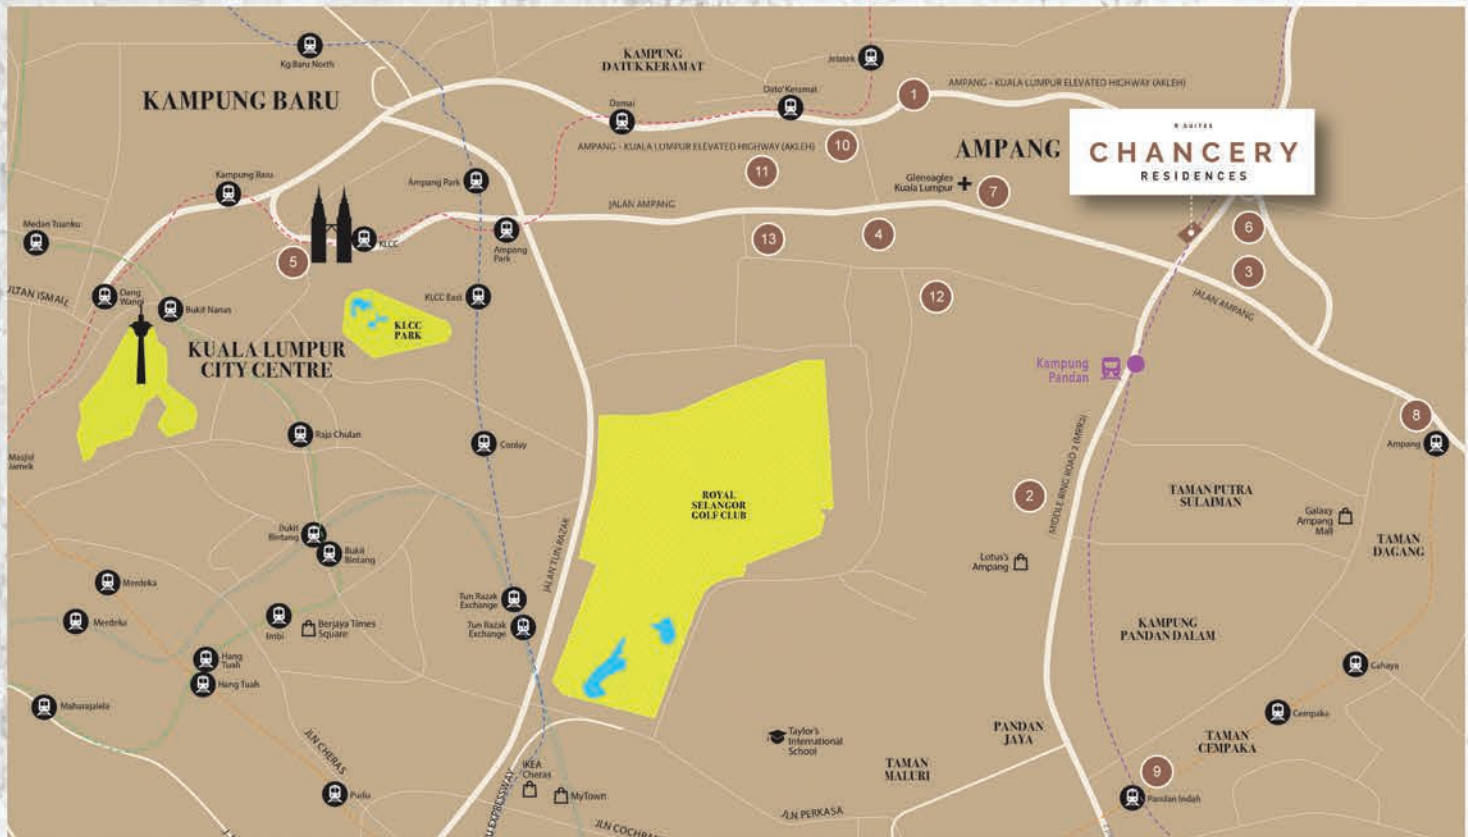 Kg Baru North
KAMPUNG BARU
KAMPUNG
DATUK KERAMAT
Jelatek
Dato' Keramat
Damai
1
AMPANG - KUALA LUMPUR ELEVATED HIGHWAY (AKLEH)
R SUITES
CHANCERY
RESIDENCES
AMPANG - KUALA LUMPUR ELEVATED HIGHWAY (AKLEH)
10
AMPANG
11
Kampung Baru
Ampang Park
Gleneagles
Kuala Lumpur
7
JALAN AMPANG
Medan Tuanku
KLCC
Ampang
Park
13
4
6
5
3
ULTAN ISMAIL
Dang
Wangi
Bukit Nanas
KLCC East
12
JALAN AMPANG
KLCC
PARK
KUALA LUMPUR
CITY CENTRE
Kampung
Pandan
8
Raja Chulan
Conlay
Ampang
Masjid
Jamek
MIDDLE RING ROAD 2 (MRR2)
2
ROYAL
SELANGOR
GOLF CLUB
TAMAN PUTRA
SULAIMAN
Galaxy
Ampang
Mall
TAMAN
DAGANG
Bukit
Bintang
Bukit
Bintang
JALAN TUN RAZAK
Lotus's
Ampang
Merdeka
Merdeka
Tun Razak
Exchange
Tun Razak
Exchange
Imbi
Berjaya Times
Square
KAMPUNG
PANDAN DALAM
Hang
Tuah
Hang Tuah
Cahaya
Maharajalela
Cempaka
JLN CHERAS
Taylor's
International
School
PANDAN
JAYA
TAMAN
CEMPAKA
TAMAN
MALURI
IKEA
Cheras
9
Pudu
MyTown
Pandan Indah
U EXPRESSWAY
JLN PERKASA
JLN COCHRA